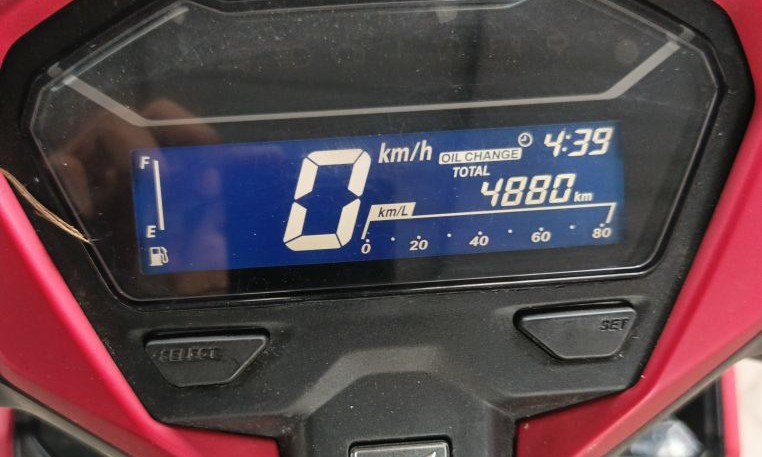 F
km/h
OIL CHANGE
4:39
TOTAL
4880 km
0
km/L
E
0 20 40 60 80
SELECT
SET